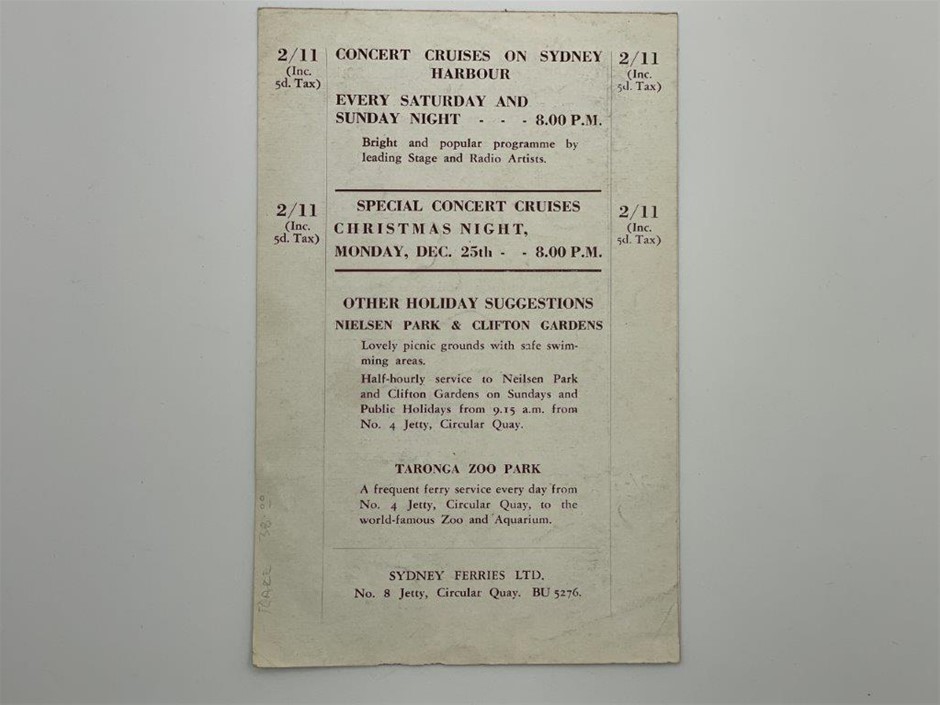 2/11
(Inc.
5d. Tax)
CONCERT CRUISES ON SYDNEY
HARBOUR
2/11
(Inc.
5d. Tax)
EVERY SATURDAY AND
SUNDAY NIGHT - - - 8.00 P.M.
Bright and popular programme by
leading Stage and Radio Artists.
2/11
(Inc.
5d. Tax)
SPECIAL CONCERT CRUISES
CHRISTMAS NIGHT,
MONDAY, DEC. 25th - - 8.00 P.M.
2/11
(Inc.
5d. Tax)
OTHER HOLIDAY SUGGESTIONS
NIELSEN PARK & CLIFTON GARDENS
Lovely picnic grounds with safe swim-
ming areas.
Half-hourly service to Neilsen Park
and Clifton Gardens on Sundays and
Public Holidays from 9.15 a.m. from
No. 4 Jetty, Circular Quay.
TARONGA ZOO PARK
A frequent ferry service every day from
No. 4 Jetty, Circular Quay, to the
world-famous Zoo and Aquarium.
SYDNEY FERRIES LTD.
No. 8 Jetty, Circular Quay. BU 5276.
RARE